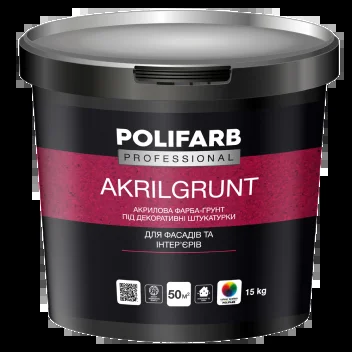 POLIFARB
PROFESSIONAL
AKRILGRUNT
АКРИЛОВА ФАРБА-ГРУНТ
ПІД ДЕКОРАТИВНІ ШТУКАТУРКИ
ДЛЯ ФАСАДІВ ТА
ІНТЕР'ЄРІВ
50м²
15 kg